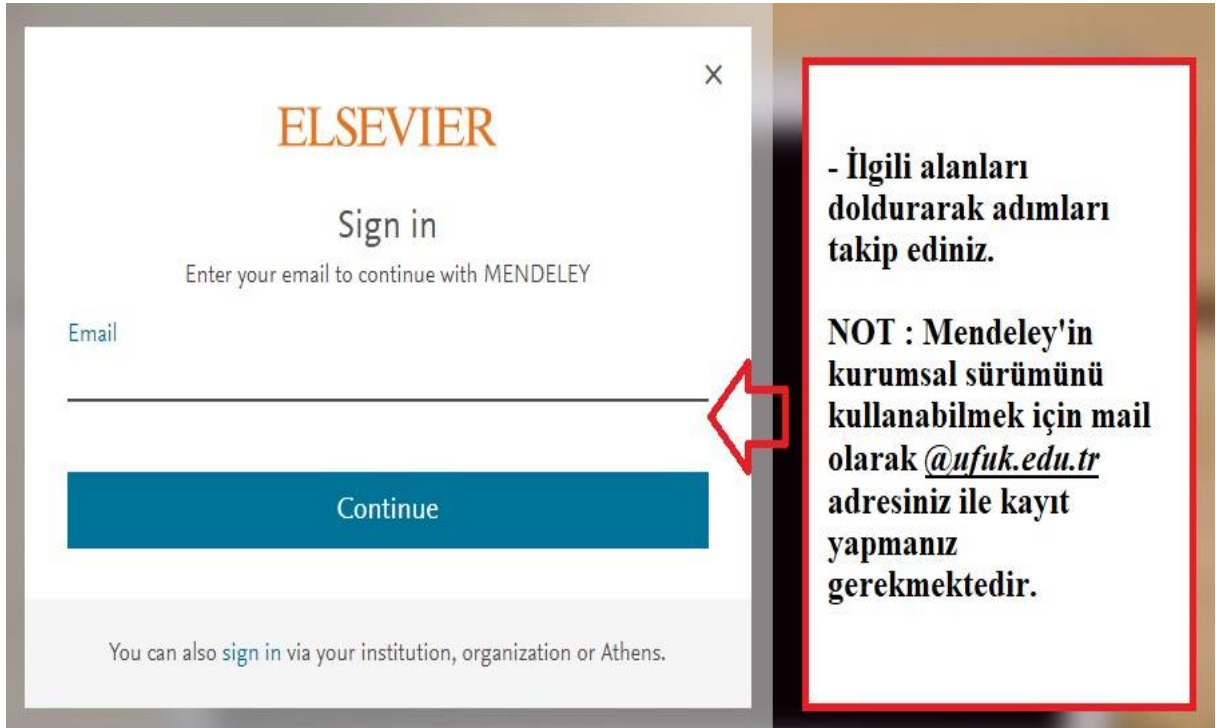 ×
ELSEVIER
Sign in
Enter your email to continue with MENDELEY
Email
Continue
You can also sign in via your institution, organization or Athens.
- İlgili alanları
doldurarak adımları
takip ediniz.
NOT : Mendeley'in
kurumsal sürümünü
kullanabilmek için mail
olarak @ufuk.edu.tr
adresiniz ile kayıt
yapmanız
gerekmektedir.